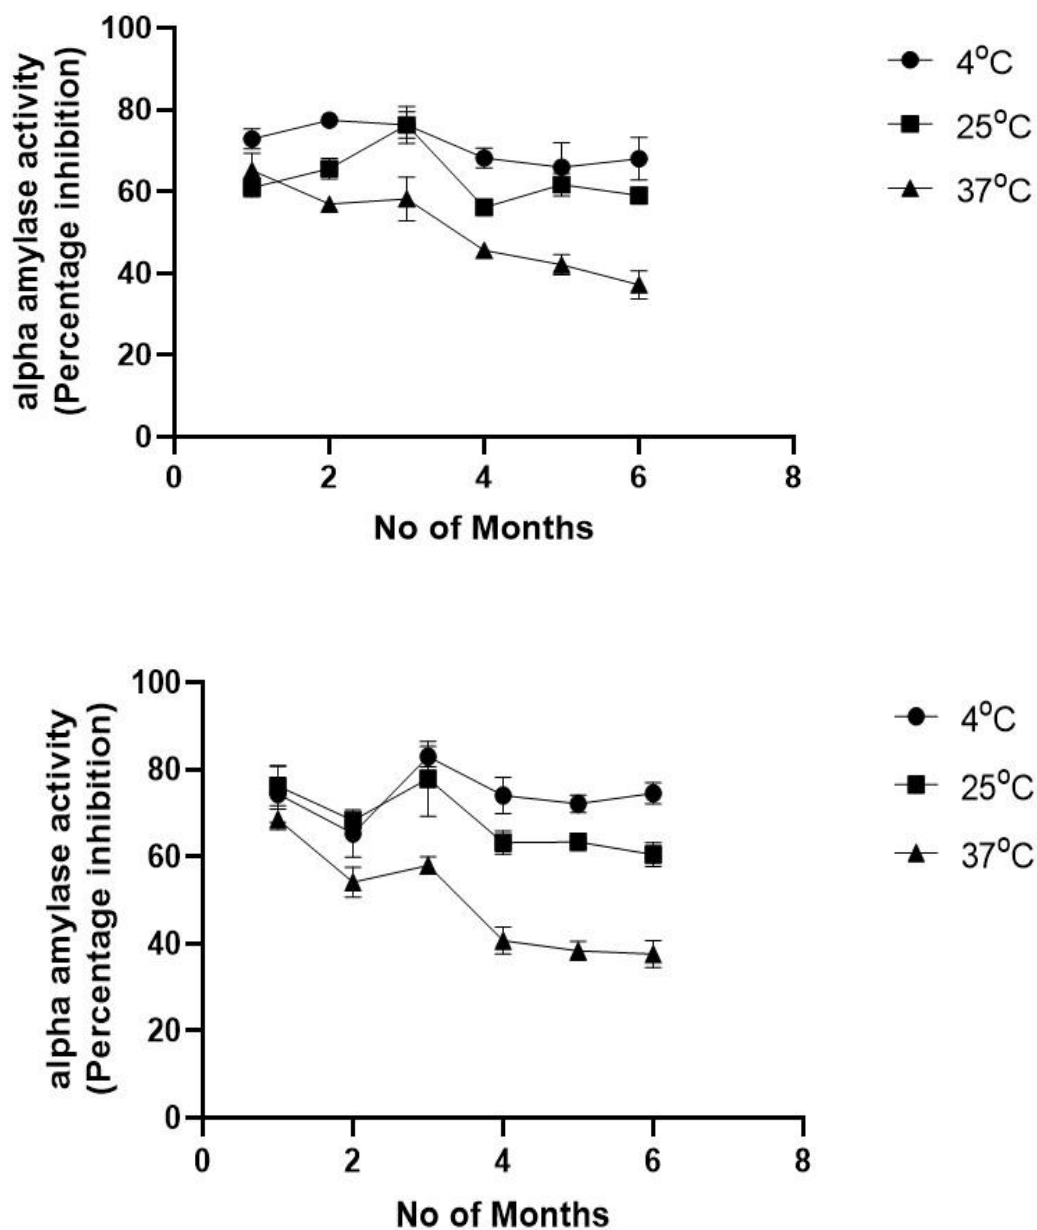 alpha amylase activity
(Percentage inhibition)
100
80
60
40
20
0
0 2 4 6 8
No of Months
4°C
25°C
37°C
alpha amylase activity
(Percentage inhibition)
100
80
60
40
20
0
0 2 4 6 8
No of Months
4°C
25°C
37°C